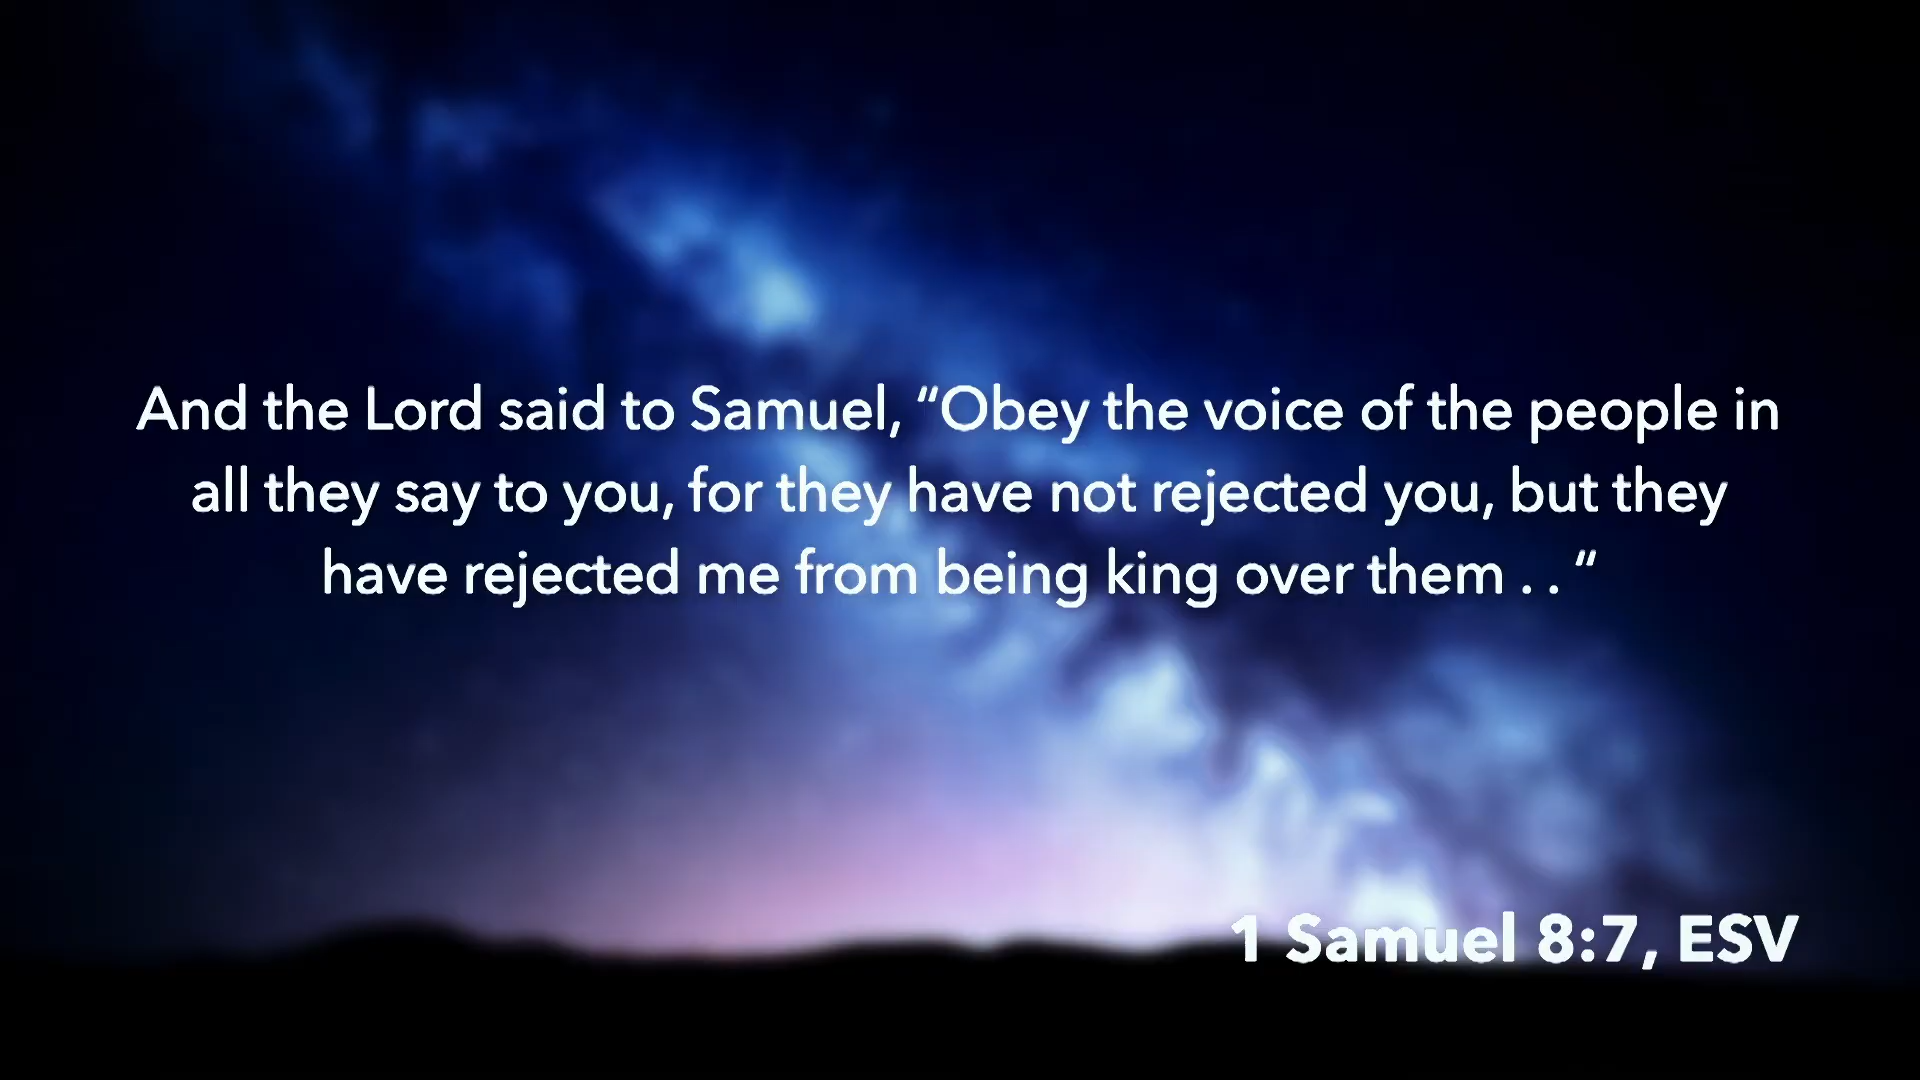 And the Lord said to Samuel, “Obey the voice of the people in
all they say to you, for they have not rejected you, but they
have rejected me from being king over them . . “
1 Samuel 8:7, ESV